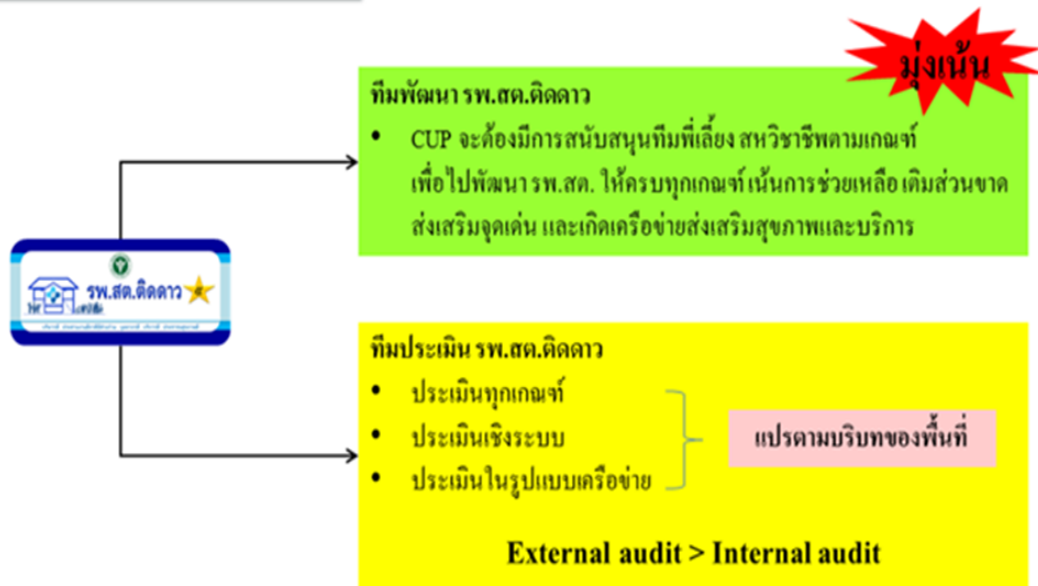 มุ่งเน้น
ทีมพัฒนา รพ.สต.ติดดาว
• CUP จะต้องมีการสนับสนุนทีมพี่เลี้ยง สหวิชาชีพตามเกณฑ์
เพื่อไปพัฒนา รพ.สต. ให้ครบทุกเกณฑ์ เน้นการช่วยเหลือ เติมส่วนขาด
ส่งเสริมจุดเด่น และเกิดเครือข่ายส่งเสริมสุขภาพและบริการ
รพ.สต.ติดดาว
ทีมประเมิน รพ.สต.ติดดาว
• ประเมินทุกเกณฑ์
• ประเมินเชิงระบบ
• ประเมินในรูปแบบเครือข่าย
แปรตามบริบทของพื้นที่
External audit > Internal audit